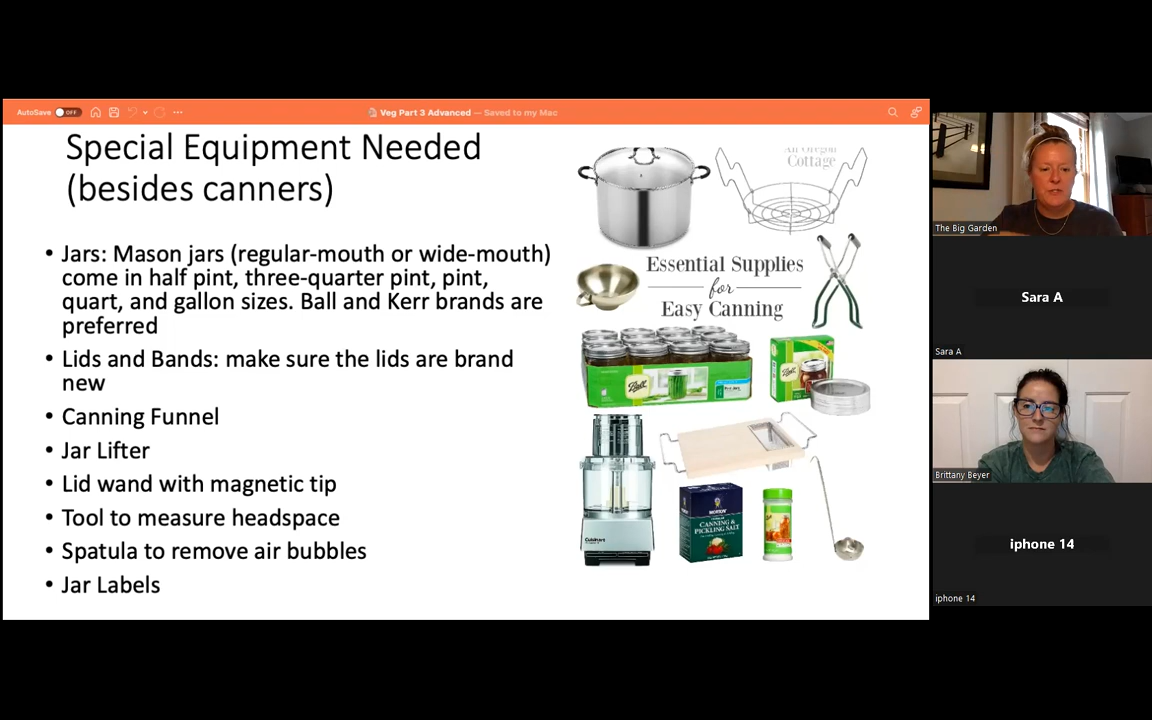 AutoSave OFF
Veg Part 3 Advanced — Saved to my Mac
Special Equipment Needed
(besides canners)
• Jars: Mason jars (regular-mouth or wide-mouth)
come in half pint, three-quarter pint, pint,
quart, and gallon sizes. Ball and Kerr brands are
preferred
• Lids and Bands: make sure the lids are brand
new
• Canning Funnel
• Jar Lifter
• Lid wand with magnetic tip
• Tool to measure headspace
• Spatula to remove air bubbles
• Jar Labels
An Oregon
Cottage
Essential Supplies
for
Easy Canning
Ball
Ball
Cuisinart
MORTON
CANNING &
PICKLING SALT
The Big Garden
Sara A
Sara A
Brittany Beyer
iphone 14
iphone 14